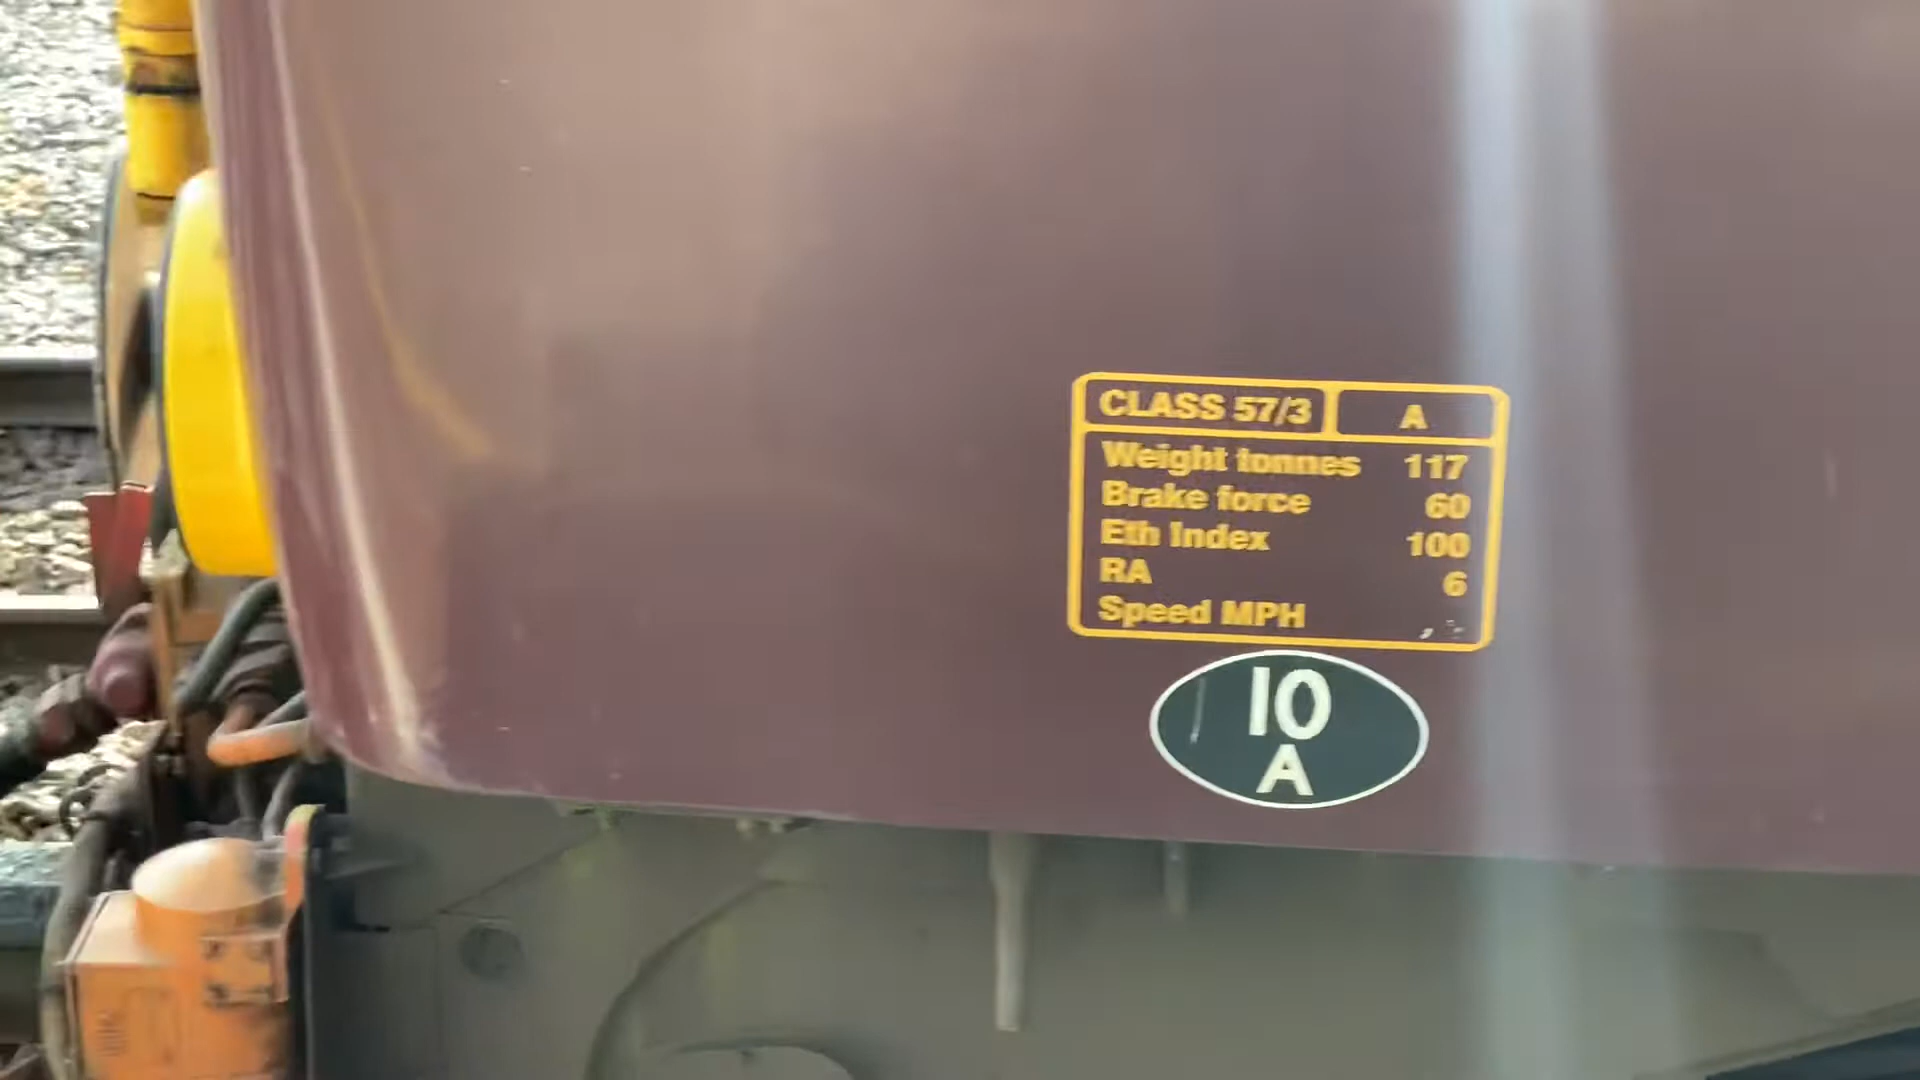 CLASS 57/3 A
Weight tonnes 117
Brake force 60
Eth Index 100
RA 6
Speed MPH
10
A